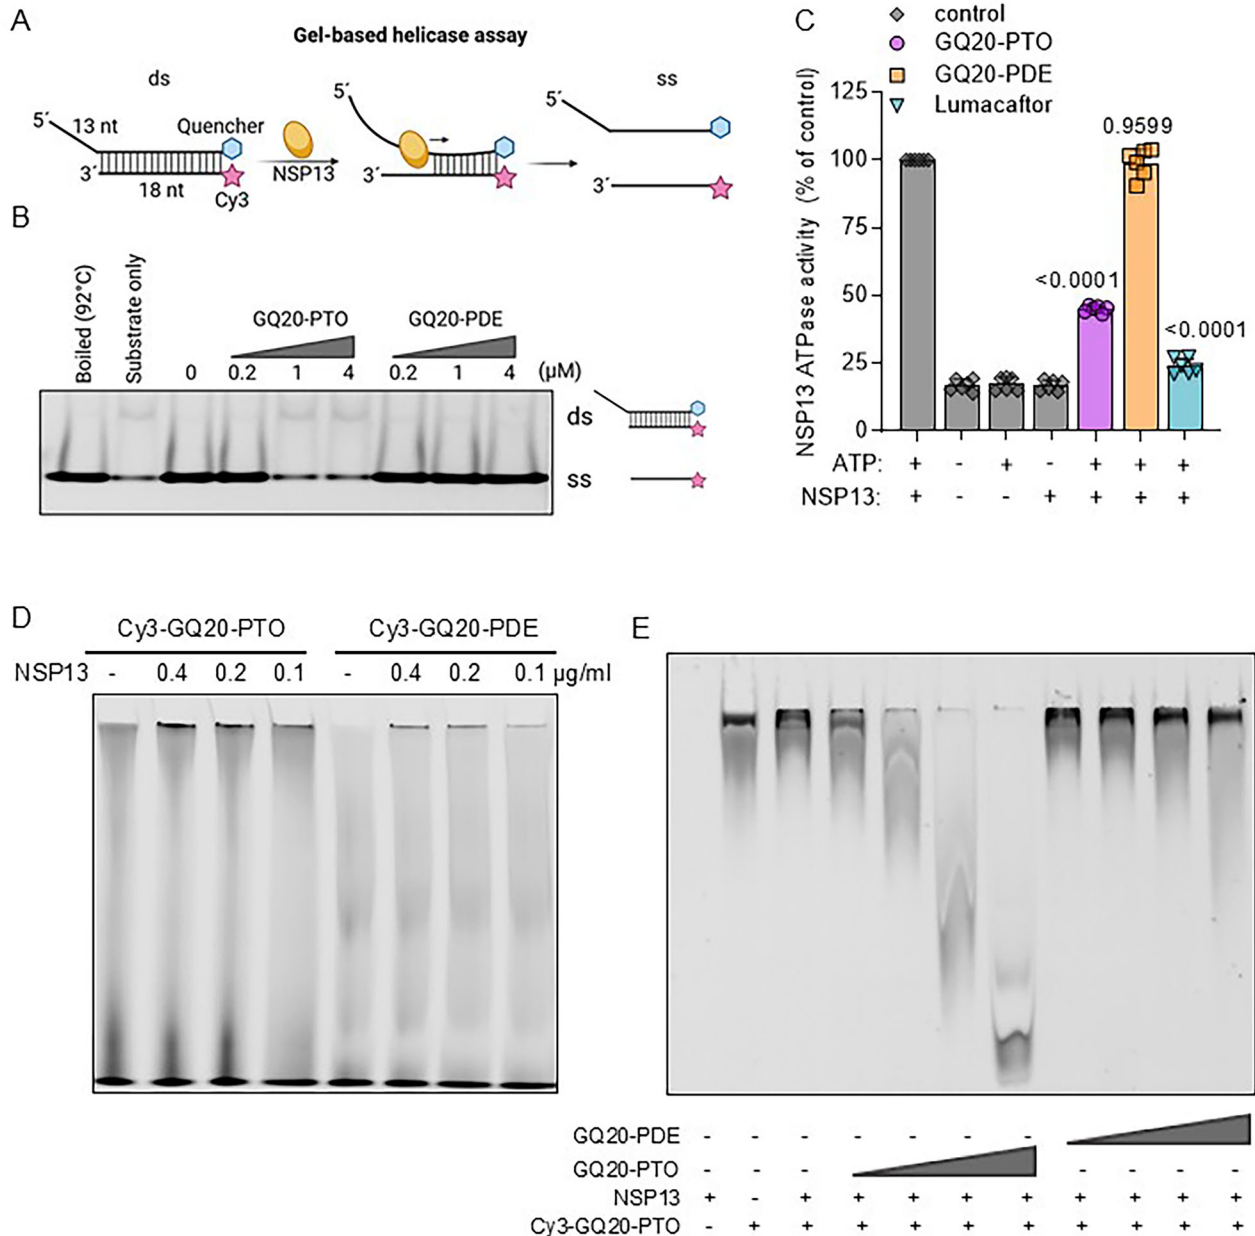 A
Gel-based helicase assay
ds
ss
5´
13 nt
Quencher
3´
18 nt
Cy3
NSP13
5´
3´
5´
3´
B
Boiled (92°C)
Substrate only
GQ20-PTO
GQ20-PDE
0
0.2
1
4
0.2
1
4
(µM)
ds
ss
C
control
GQ20-PTO
GQ20-PDE
Lumacaftor
NSP13 ATPase activity (% of control)
125
100
75
50
25
0
<0.0001
0.9599
<0.0001
ATP: + - + - + + +
NSP13: + - - + + + +
D
Cy3-GQ20-PTO
Cy3-GQ20-PDE
NSP13 - 0.4 0.2 0.1 - 0.4 0.2 0.1 µg/ml
E
GQ20-PDE - - - - - - -
GQ20-PTO - - - - - - -
NSP13 + - + + + + + + + + +
Cy3-GQ20-PTO - + + + + + + + + + +